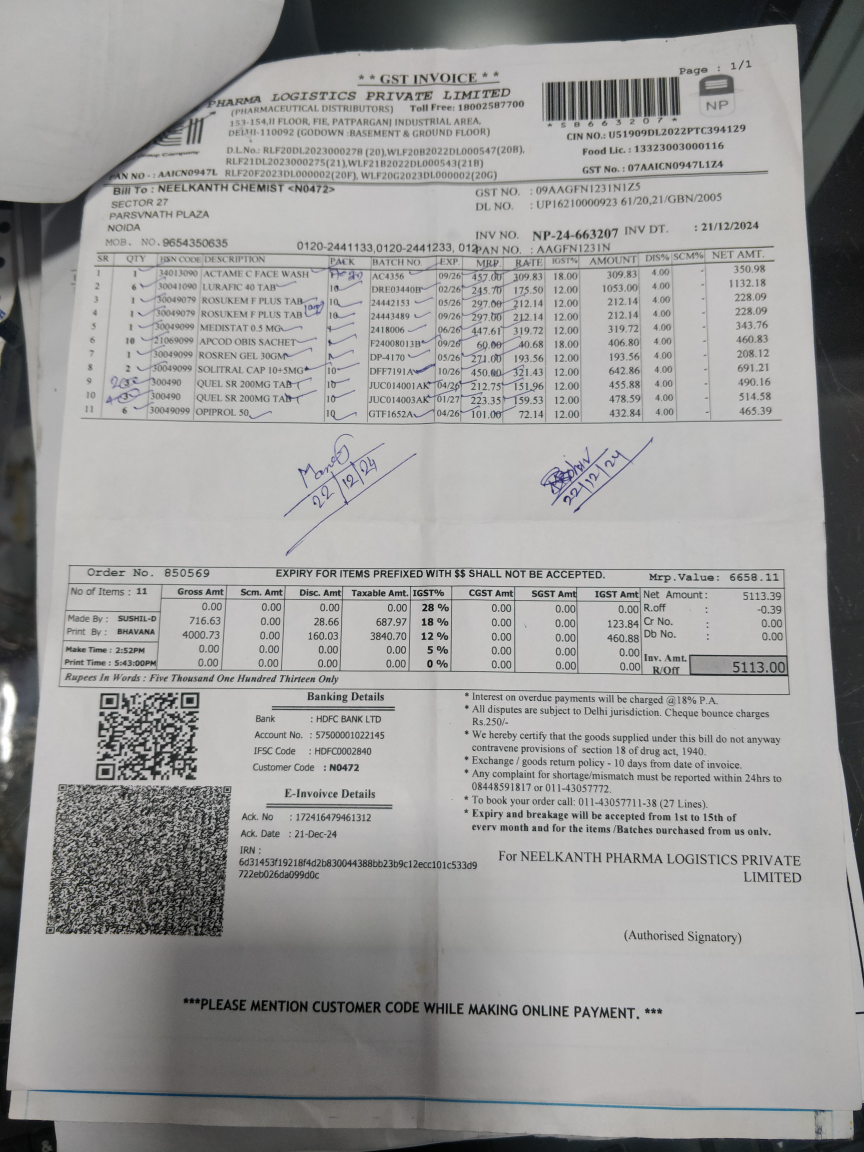 ** GST INVOICE **
Page : 1/1
PHARMA LOGISTICS PRIVATE LIMITED
(PHARMACEUTICAL DISTRIBUTORS) Toll Free: 18002587700
153-154,II FLOOR, FIE, PATPARGANJ INDUSTRIAL AREA,
DELHI-110092 (GODOWN :BASEMENT & GROUND FLOOR)
D.L.No.: RLF20DL2023000278 (20),WLF20B2022DL000547(20B),
RLF21DL2023000275(21),WLF21B2022DL000543(21B)
PAN NO - : AAICN0947L RLF20F2023DL000002(20F), WLF20G2023DL000002(20G)
*S8663207*
NP
CIN NO.: U51909DL2022PTC394129
Food Lic.: 13323003000116
GST No.: 07AAICN0947L1Z4
Bill To : NEELKANTH CHEMIST <N0472>
SECTOR 27
PARSVNATH PLAZA
NOIDA
MOB. NO. 9654350635 0120-2441133,0120-2441233, 012
GST NO. : 09AAGFN1231N1Z5
DL NO. : UP16210000923 61/20,21/GBN/2005
INV NO. NP-24-663207 INV DT. : 21/12/2024
PAN NO. : AAGFN1231N
SR QTY HSN CODE DESCRIPTION PACK BATCH NO. EXP. MRP RATE IGST% AMOUNT DIS% SCM% NET AMT.
1 1 34013090 ACTAME C FACE WASH AC4356 09/26 457.00 309.83 18.00 309.83 4.00 - 350.98
2 6 30041090 LURAFIC 40 TAB 10 DRE03440B 02/26 245.70 175.50 12.00 1053.00 4.00 - 1132.18
3 1 30049079 ROSUKEM F PLUS TAB 10 24442153 05/26 297.00 212.14 12.00 212.14 4.00 - 228.09
4 1 30049079 ROSUKEM F PLUS TAB 10 24443489 09/26 297.00 212.14 12.00 212.14 4.00 - 228.09
5 1 30049099 MEDISTAT 0.5 MG 2418006 06/26 447.61 319.72 12.00 319.72 4.00 - 343.76
6 10 21069099 APCOD OBIS SACHET F24008013B 09/26 60.00 40.68 18.00 406.80 4.00 - 460.83
7 1 30049099 ROSREN GEL 30GM DP-4170 05/26 271.00 193.56 12.00 193.56 4.00 - 208.12
8 2 30049099 SOLITRAL CAP 10+5MG* 10 DFF7191A 10/26 450.00 321.43 12.00 642.86 4.00 - 691.21
9 300490 QUEL SR 200MG TAB 10 JUC014001AK 04/26 212.75 151.96 12.00 455.88 4.00 - 490.16
10 300490 QUEL SR 200MG TAB 10 JUC014003AK 01/27 223.35 159.53 12.00 478.59 4.00 - 514.58
11 6 30049099 OPIPROL 50 10 GTF1652A 04/26 101.00 72.14 12.00 432.84 4.00 - 465.39
22/12/24
22/12/24
Order No. 850569 EXPIRY FOR ITEMS PREFIXED WITH $$ SHALL NOT BE ACCEPTED. Mrp.Value: 6658.11
No of Items : 11 Gross Amt Scm. Amt Disc. Amt Taxable Amt. IGST% CGST Amt SGST Amt IGST Amt Net Amount: 5113.39
0.00 0.00 0.00 0.00 28 % 0.00 0.00 0.00 R.off : -0.39
Made By : SUSHIL-D 716.63 0.00 28.66 687.97 18 % 0.00 0.00 123.84 Cr No. : 0.00
Print By : BHAVANA 4000.73 0.00 160.03 3840.70 12 % 0.00 0.00 460.88 Db No. : 0.00
Make Time : 2:52PM 0.00 0.00 0.00 0.00 5 % 0.00 0.00 0.00
Print Time : 5:43:00PM 0.00 0.00 0.00 0.00 0 % 0.00 0.00 0.00 Inv. Amt. R/Off 5113.00
Rupees In Words : Five Thousand One Hundred Thirteen Only
Banking Details
Bank : HDFC BANK LTD
Account No. : 57500001022145
IFSC Code : HDFC0002840
Customer Code : N0472
E-Invoivce Details
Ack. No : 172416479461312
Ack. Date : 21-Dec-24
IRN :
6d31453f19218f4d2b830044388bb23b9c12ecc101c533d9
722eb026da099d0c
* Interest on overdue payments will be charged @18% P.A.
* All disputes are subject to Delhi jurisdiction. Cheque bounce charges
Rs.250/-
* We hereby certify that the goods supplied under this bill do not anyway
contravene provisions of section 18 of drug act, 1940.
* Exchange / goods return policy - 10 days from date of invoice.
* Any complaint for shortage/mismatch must be reported within 24hrs to
08448591817 or 011-43057772.
* To book your order call: 011-43057711-38 (27 Lines).
* Expiry and breakage will be accepted from 1st to 15th of
every month and for the items /Batches purchased from us only.
For NEELKANTH PHARMA LOGISTICS PRIVATE
LIMITED
(Authorised Signatory)
***PLEASE MENTION CUSTOMER CODE WHILE MAKING ONLINE PAYMENT. ***